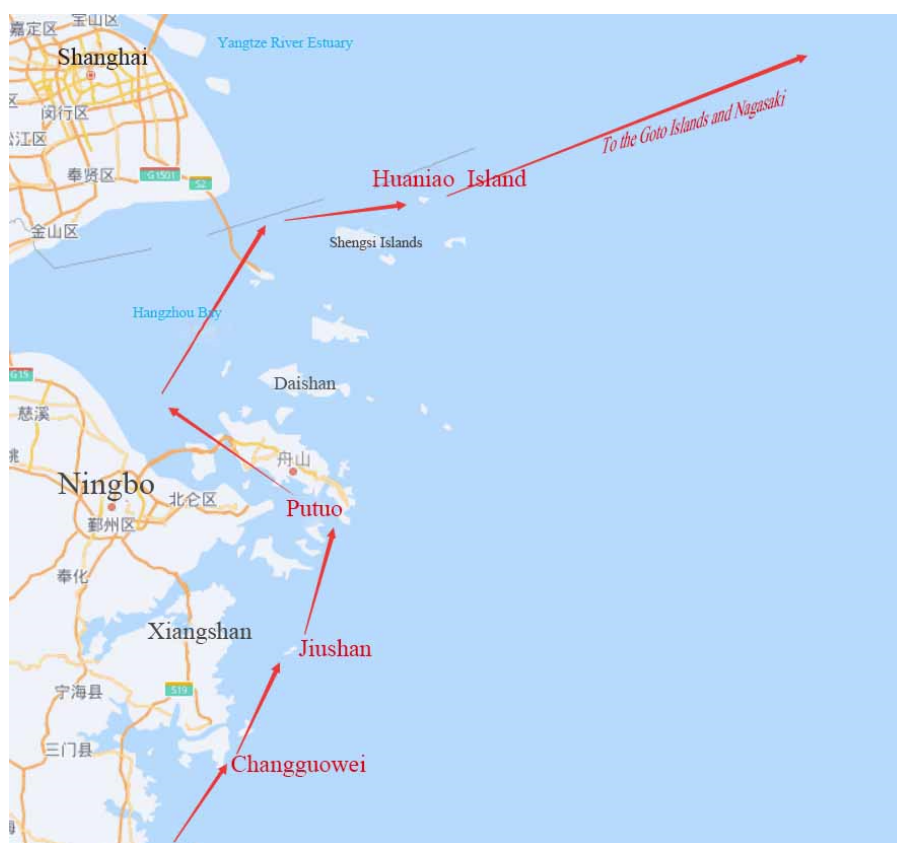 嘉定区
宝山区
Yangtze River Estuary
Shanghai
闵行区
松江区
To the Goto Islands and Nagasaki
奉贤区
G1501
S2
Huaniao Island
金山区
Shengsi Islands
Hangzhou Bay
G15
Daishan
慈溪
舟山
Ningbo
北仑区
Putuo
鄞州区
奉化
Xiangshan
Jiushan
宁海县
S19
三门县
Changguowei